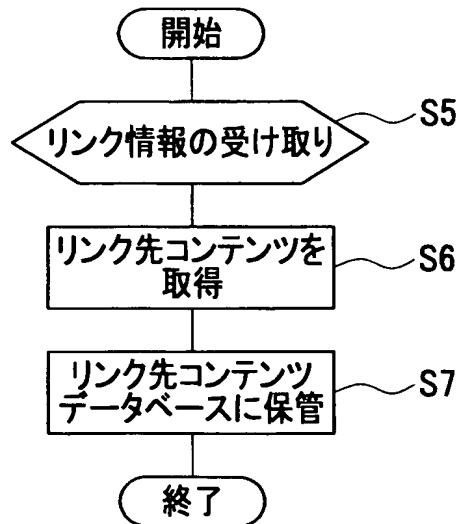 開始
リンク情報の受け取り
S5
リンク先コンテンツを
取得
S6
リンク先コンテンツ
データベースに保管
S7
終了